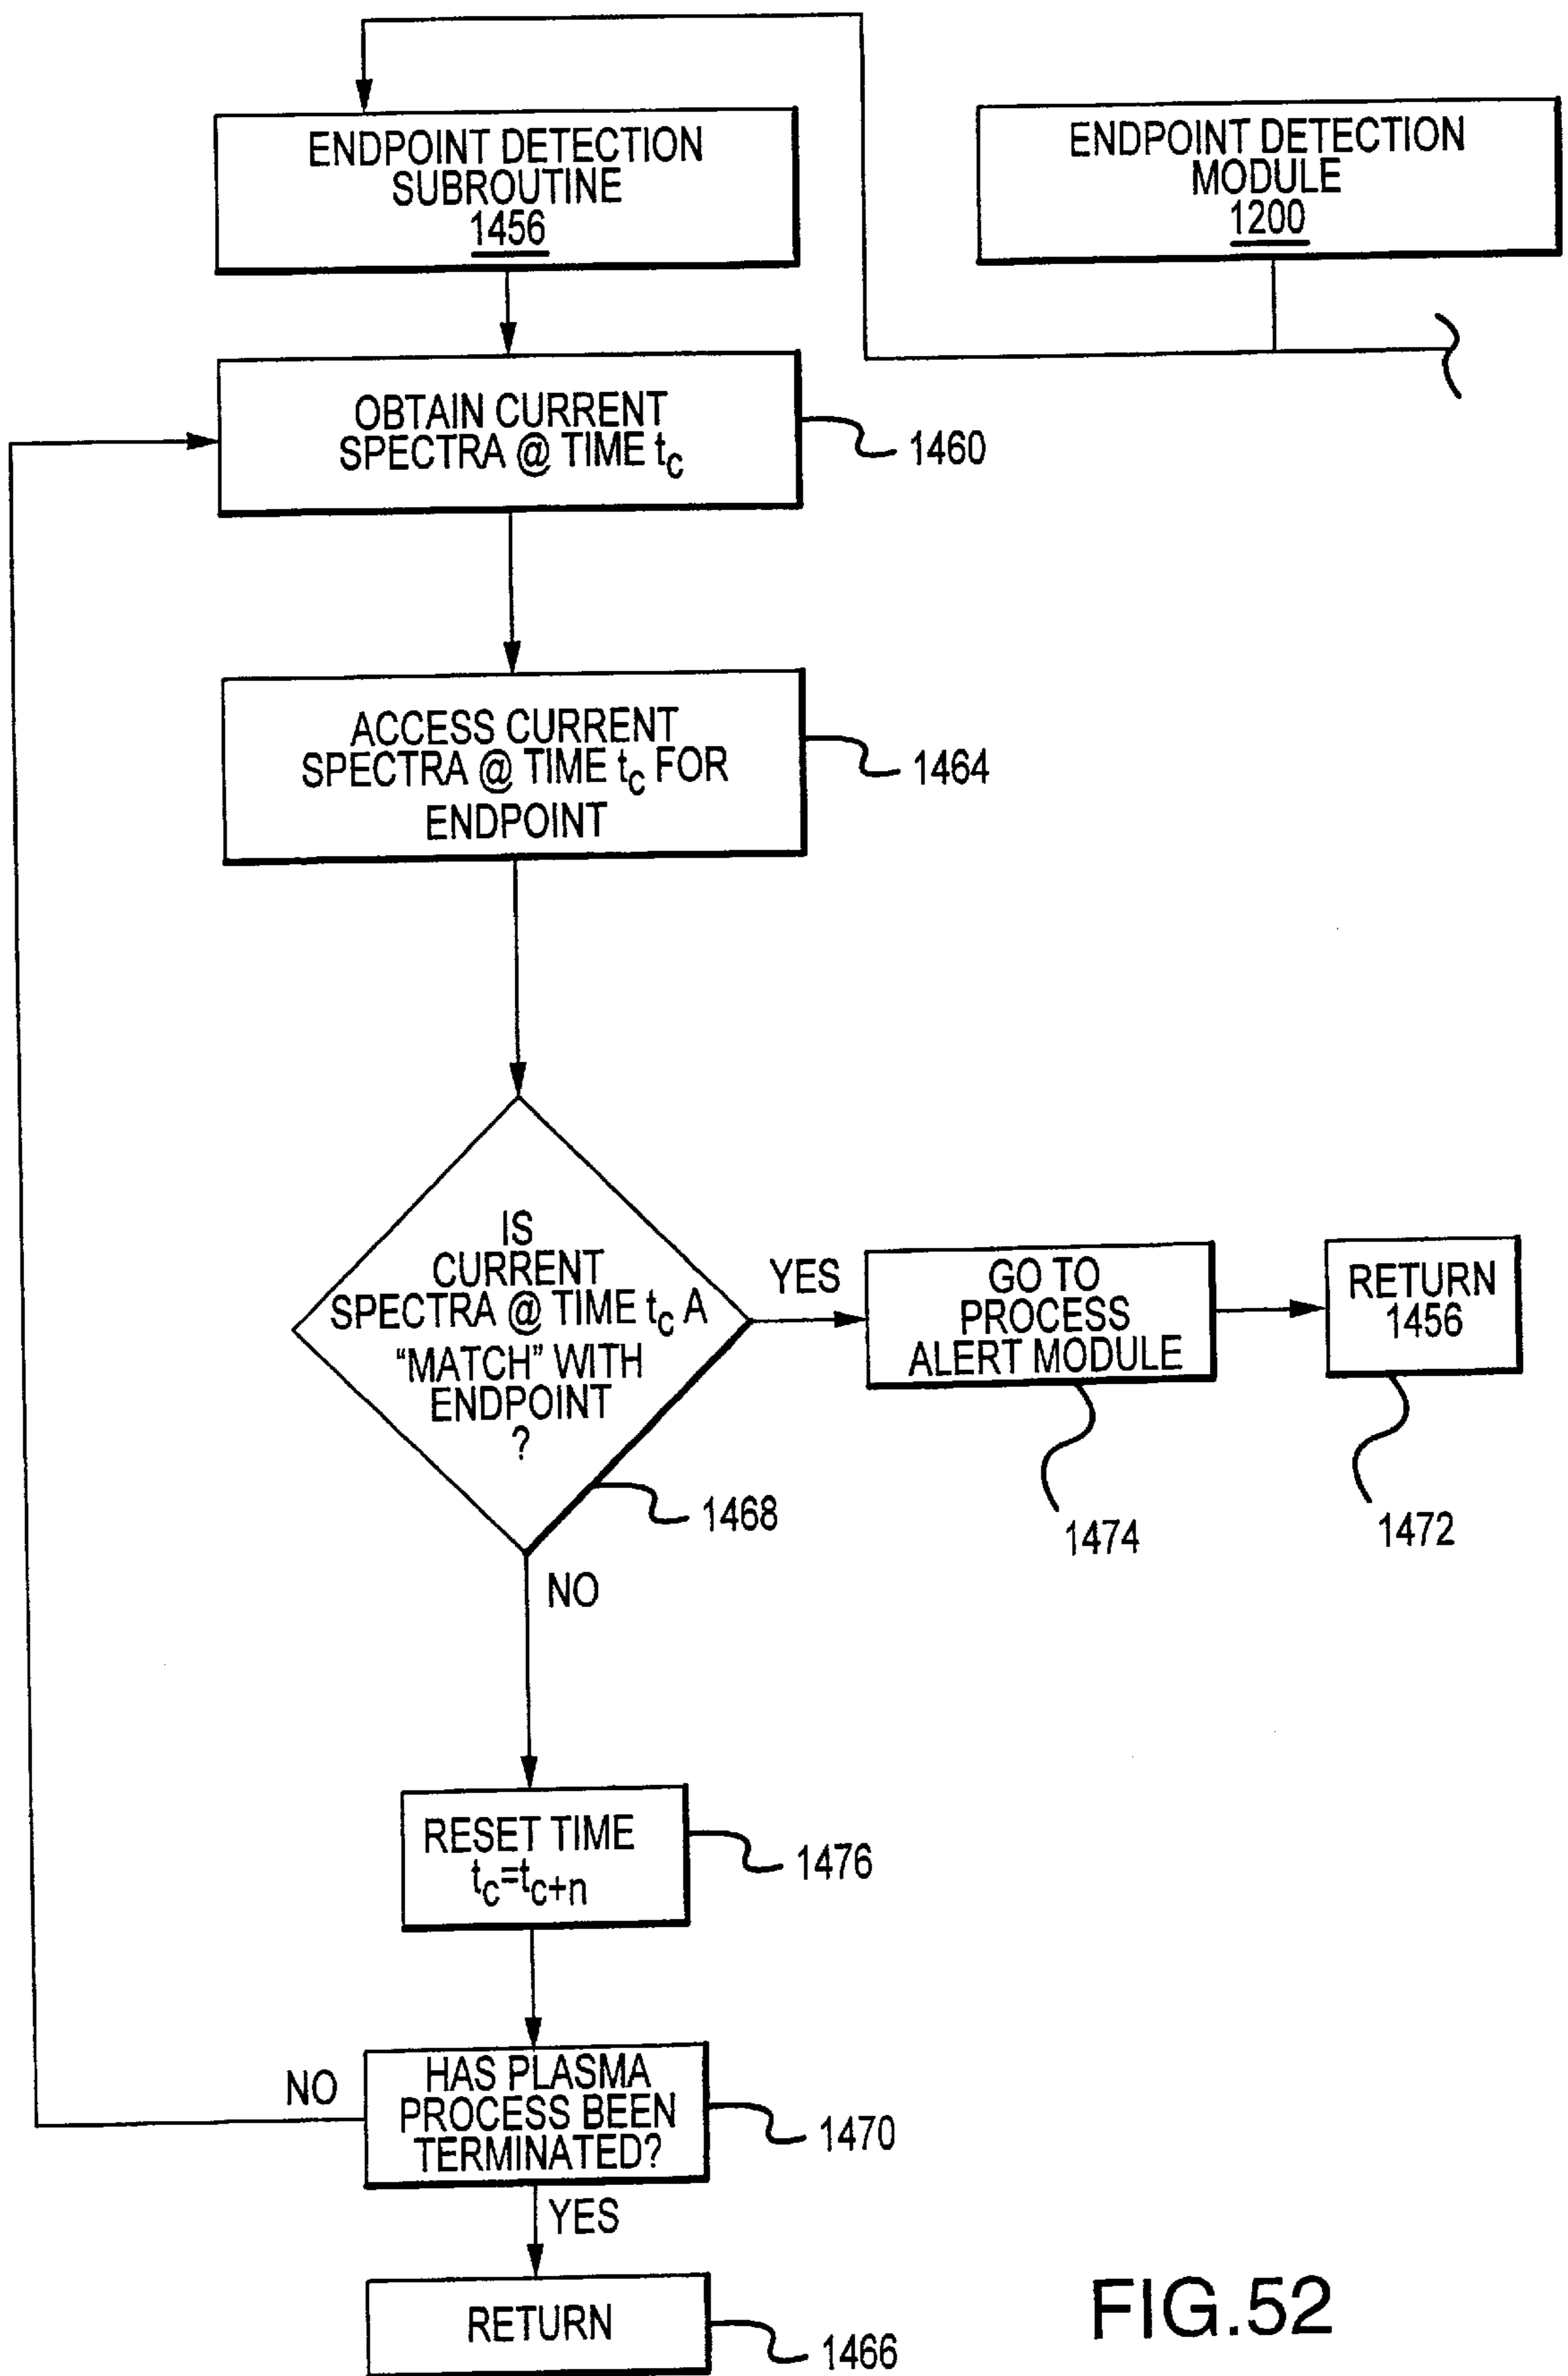 ENDPOINT DETECTION
SUBROUTINE
1456
ENDPOINT DETECTION
MODULE
1200
OBTAIN CURRENT
SPECTRA @ TIME tc
1460
ACCESS CURRENT
SPECTRA @ TIME tc FOR
ENDPOINT
1464
IS
CURRENT
SPECTRA @ TIME tc A
“MATCH” WITH
ENDPOINT
?
1468
YES
GO TO
PROCESS
ALERT MODULE
1474
RETURN
1456
1472
NO
RESET TIME
tc=tc+n
1476
HAS PLASMA
PROCESS BEEN
TERMINATED?
1470
NO
YES
RETURN
1466
FIG.52